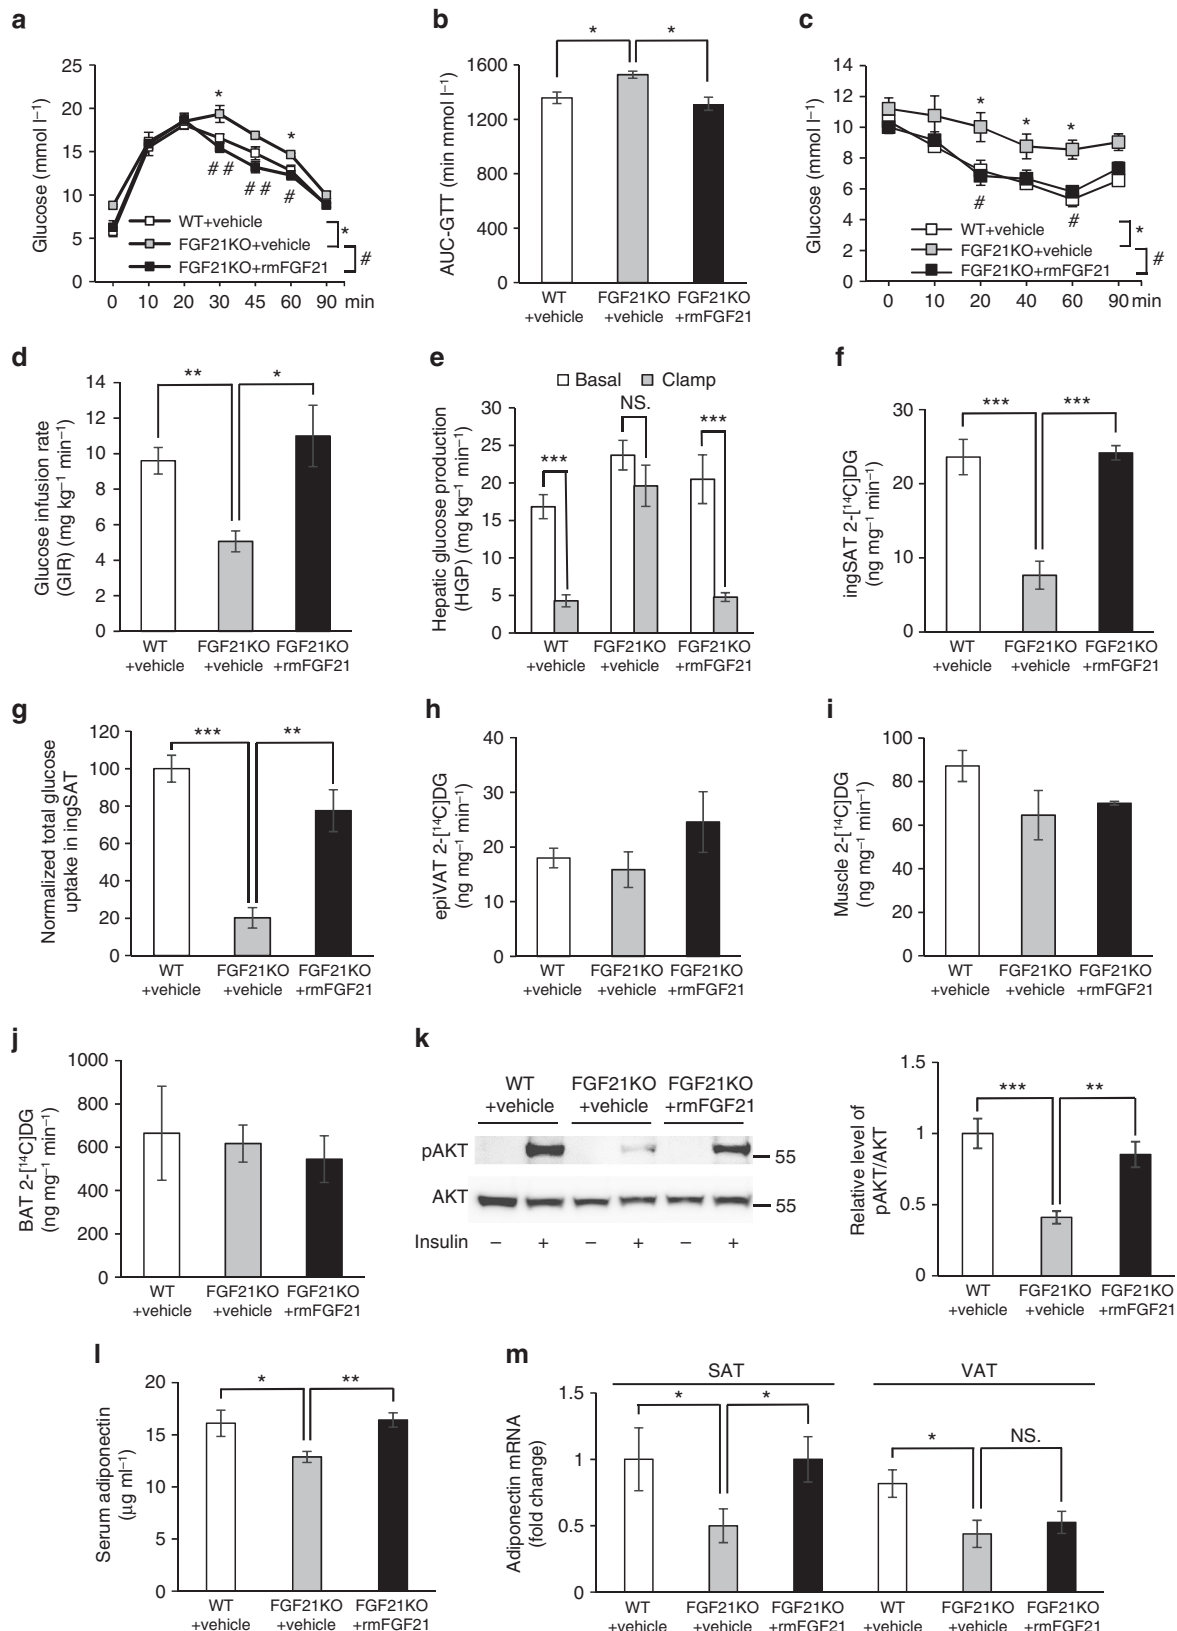 a
Glucose (mmol l⁻¹)
25
20
15
10
5
0
*
*
# #
# #
#
WT+vehicle
FGF21KO+vehicle
FGF21KO+rmFGF21
*
#
0 10 20 30 45 60 90 min
b
AUC-GTT (min mmol l⁻¹)
1600
1200
800
400
0
* *
WT FGF21KO FGF21KO
+vehicle +vehicle +rmFGF21
c
Glucose (mmol l⁻¹)
14
12
10
8
6
4
2
0
*
*
*
#
#
WT+vehicle
FGF21KO+vehicle
FGF21KO+rmFGF21
*
#
0 10 20 40 60 90 min
d
Glucose infusion rate
(GIR) (mg kg⁻¹ min⁻¹)
14
12
10
8
6
4
2
0
** *
WT FGF21KO FGF21KO
+vehicle +vehicle +rmFGF21
e
Hepatic glucose production
(HGP) (mg kg⁻¹ min⁻¹)
Basal Clamp
30
25
20
15
10
5
0
***
NS.
***
WT FGF21KO FGF21KO
+vehicle +vehicle +rmFGF21
f
ingSAT 2-[¹⁴C]DG
(ng mg⁻¹ min⁻¹)
30
20
10
0
*** ***
WT FGF21KO FGF21KO
+vehicle +vehicle +rmFGF21
g
Normalized total glucose
uptake in ingSAT
120
100
80
60
40
20
0
*** **
WT FGF21KO FGF21KO
+vehicle +vehicle +rmFGF21
h
epiVAT 2-[¹⁴C]DG
(ng mg⁻¹ min⁻¹)
40
30
20
10
0
WT FGF21KO FGF21KO
+vehicle +vehicle +rmFGF21
i
Muscle 2-[¹⁴C]DG
(ng mg⁻¹ min⁻¹)
100
80
60
40
20
0
WT FGF21KO FGF21KO
+vehicle +vehicle +rmFGF21
j
BAT 2-[¹⁴C]DG
(ng mg⁻¹ min⁻¹)
1000
800
600
400
200
0
WT FGF21KO FGF21KO
+vehicle +vehicle +rmFGF21
k
WT FGF21KO FGF21KO
+vehicle +vehicle +rmFGF21
pAKT 55
AKT 55
Insulin − + − + − +
Relative level of
pAKT/AKT
1.5
1
0.5
0
*** **
WT FGF21KO FGF21KO
+vehicle +vehicle +rmFGF21
l
Serum adiponectin
(μg ml⁻¹)
20
15
10
15
0
* **
WT FGF21KO FGF21KO
+vehicle +vehicle +rmFGF21
m
Adiponectin mRNA
(fold change)
SAT VAT
1.5
1
0.5
0
* *
* NS.
WT FGF21KO FGF21KO WT FGF21KO FGF21KO
+vehicle +vehicle +rmFGF21 +vehicle +vehicle +rmFGF21